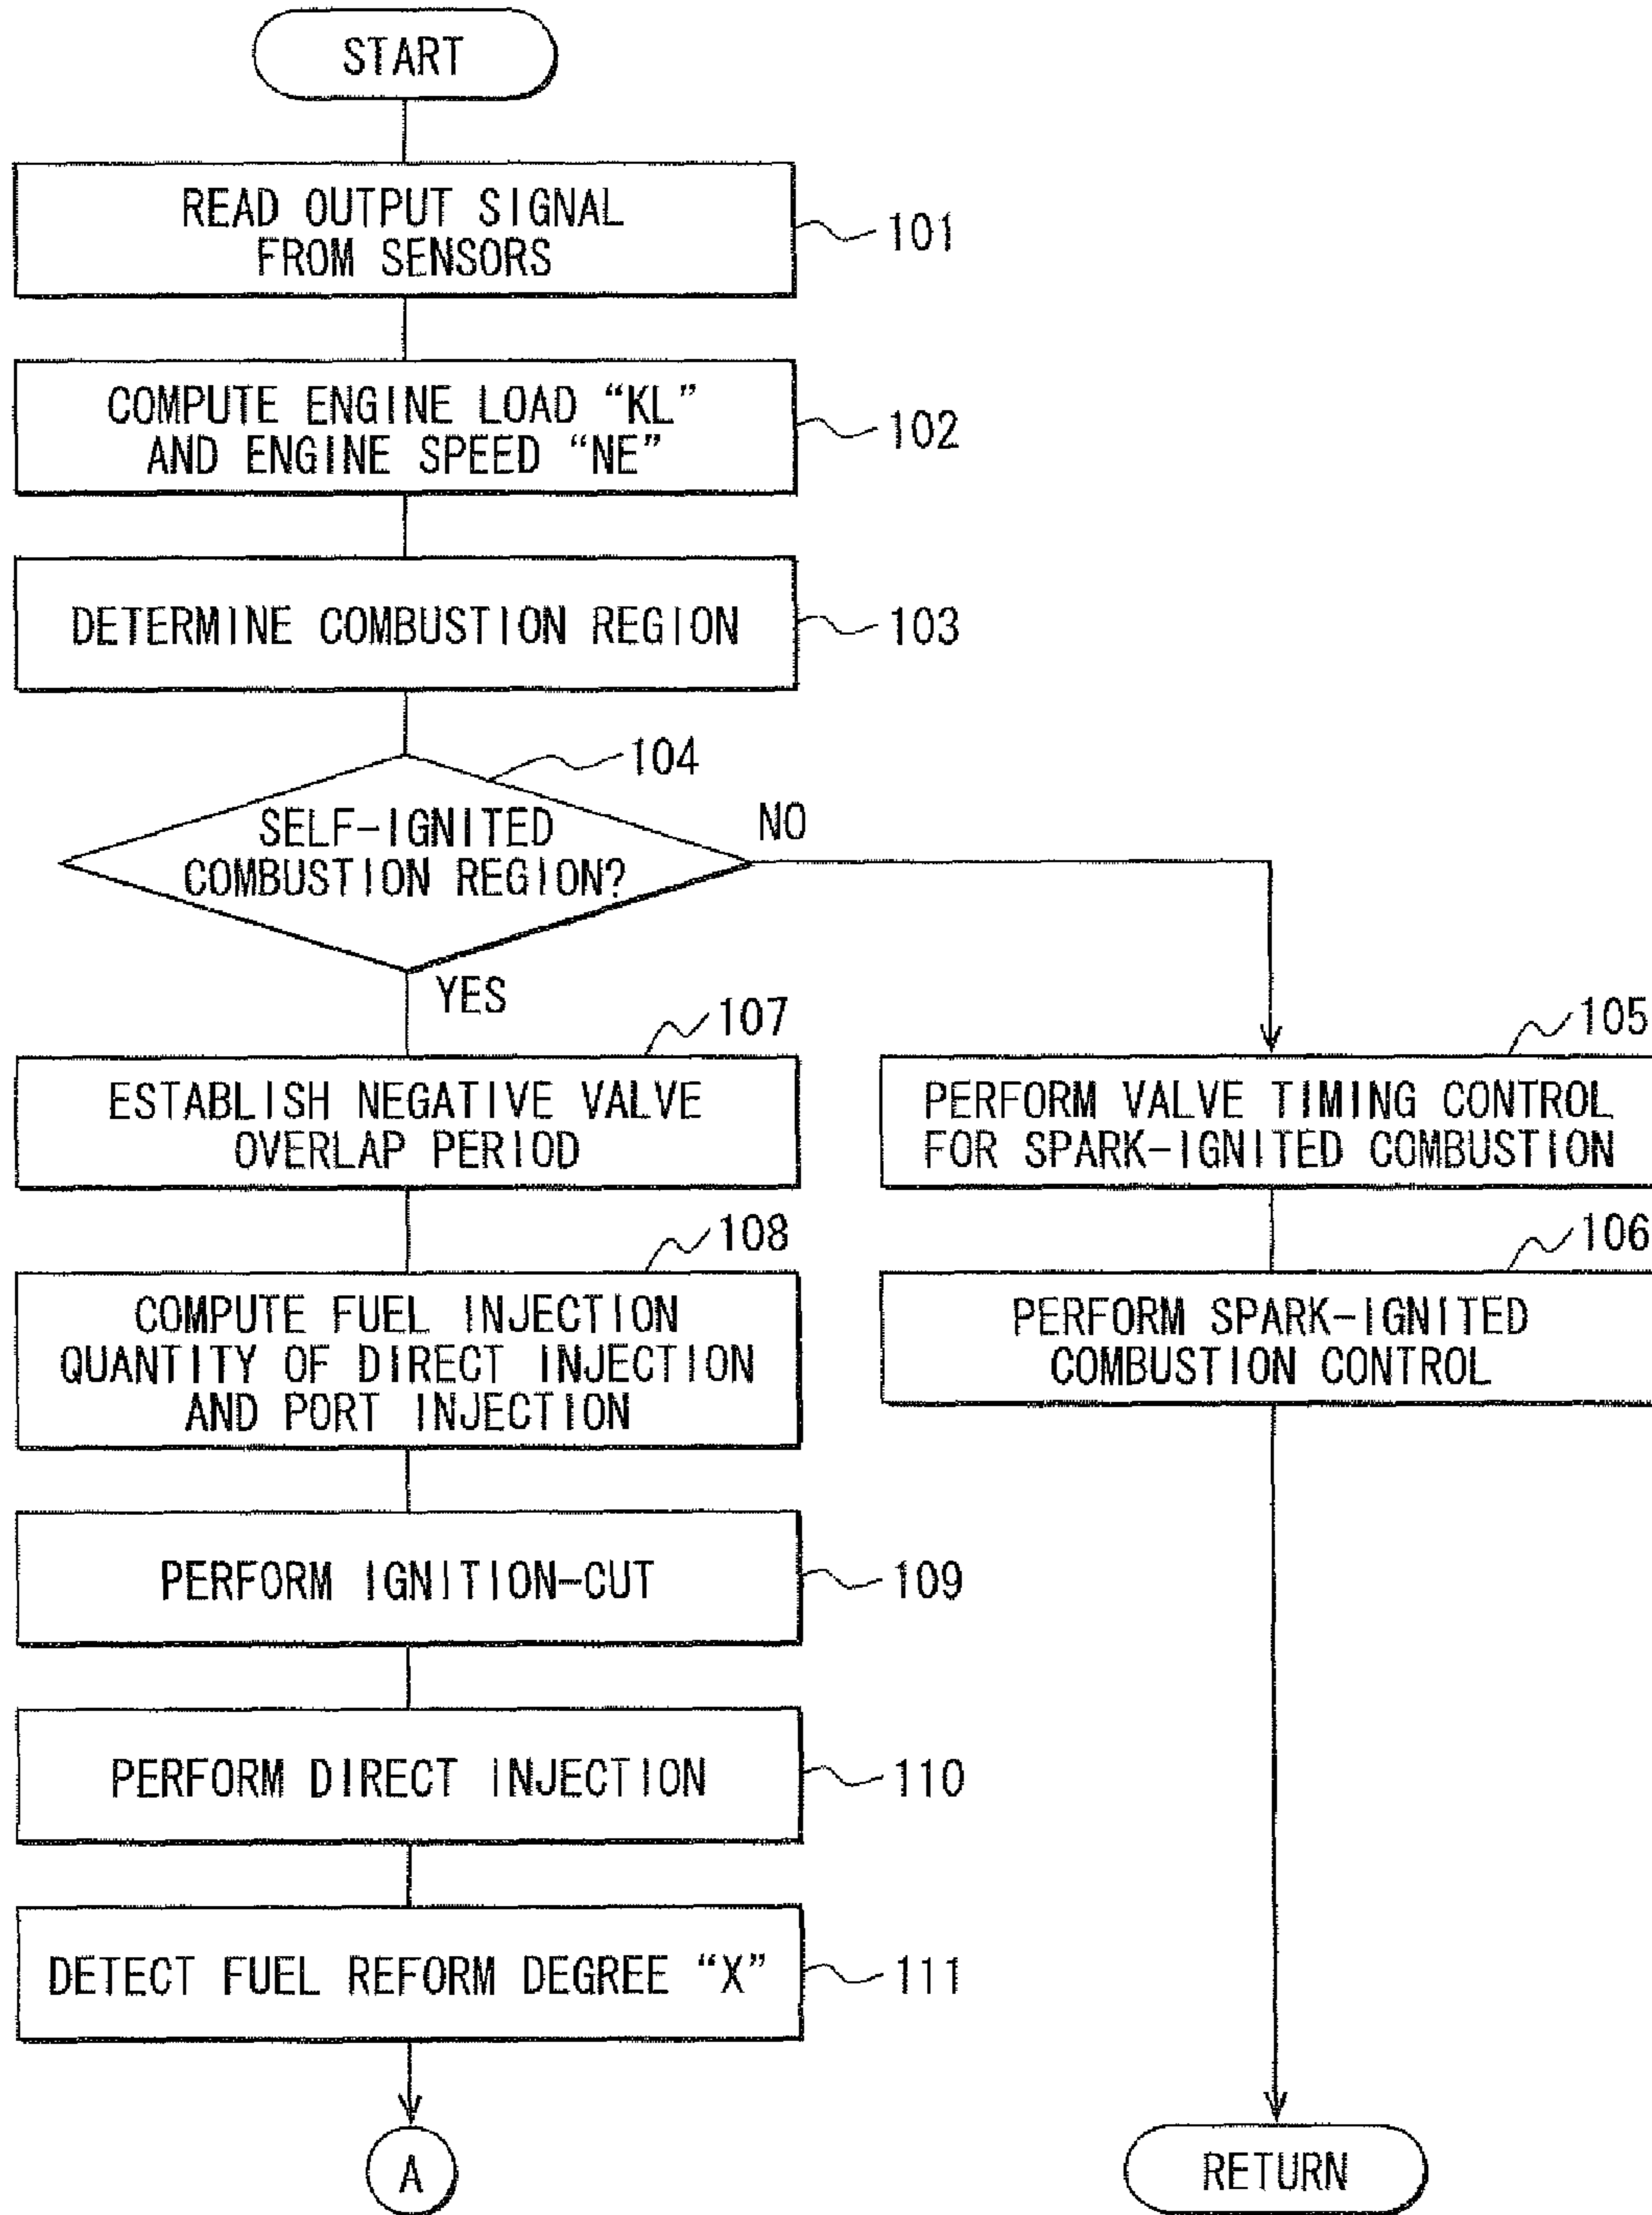 START
READ OUTPUT SIGNAL
FROM SENSORS
101
COMPUTE ENGINE LOAD “KL”
AND ENGINE SPEED “NE”
102
DETERMINE COMBUSTION REGION
103
104
SELF-IGNITED
COMBUSTION REGION?
NO
YES
107
ESTABLISH NEGATIVE VALVE
OVERLAP PERIOD
105
PERFORM VALVE TIMING CONTROL
FOR SPARK-IGNITED COMBUSTION
108
COMPUTE FUEL INJECTION
QUANTITY OF DIRECT INJECTION
AND PORT INJECTION
106
PERFORM SPARK-IGNITED
COMBUSTION CONTROL
PERFORM IGNITION-CUT
109
PERFORM DIRECT INJECTION
110
DETECT FUEL REFORM DEGREE “X”
111
A
RETURN